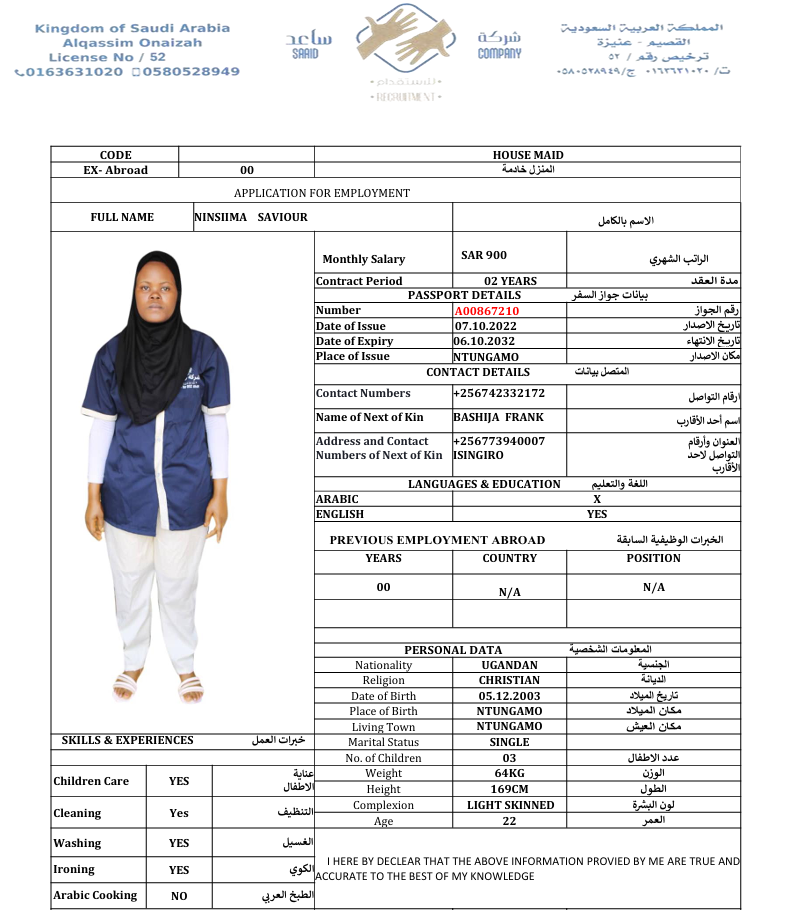 Kingdom of Saudi Arabia
Alqassim Onaizah
License No / 52
0163631020 0580528949
ساعد
SAAID
شركة
COMPANY
للاستقدام
RECRUITMENT
المملكة العربية السعودية
القصيم - عنيزة
ترخيص رقم / ٥٢
ت/ ٠١٦٣٦٣١٠٢٠ ج/ ٠٥٨٠٥٢٨٩٤٩
CODE HOUSE MAID
EX- Abroad 00 المنزل خادمة
APPLICATION FOR EMPLOYMENT
FULL NAME NINSIIMA SAVIOUR الاسم بالكامل
Monthly Salary SAR 900 الراتب الشهري
Contract Period 02 YEARS مدة العقد
PASSPORT DETAILS بيانات جواز السفر
Number A00867210 رقم الجواز
Date of Issue 07.10.2022 تاريخ الاصدار
Date of Expiry 06.10.2032 تاريخ الانتهاء
Place of Issue NTUNGAMO مكان الاصدار
CONTACT DETAILS المتصل بيانات
Contact Numbers +256742332172 ارقام التواصل
Name of Next of Kin BASHIJA FRANK اسم أحد الأقارب
Address and Contact +256773940007 العنوان وأرقام
Numbers of Next of Kin ISINGIRO التواصل لاحد
الأقارب
LANGUAGES & EDUCATION اللغة والتعليم
ARABIC X
ENGLISH YES
PREVIOUS EMPLOYMENT ABROAD الخبرات الوظيفية السابقة
YEARS COUNTRY POSITION
00 N/A N/A
PERSONAL DATA المعلومات الشخصية
Nationality UGANDAN الجنسية
Religion CHRISTIAN الديانة
Date of Birth 05.12.2003 تاريخ الميلاد
Place of Birth NTUNGAMO مكان الميلاد
Living Town NTUNGAMO مكان العيش
Marital Status SINGLE
No. of Children 03 عدد الاطفال
Weight 64KG الوزن
Height 169CM الطول
Complexion LIGHT SKINNED لون البشرة
Age 22 العمر
SKILLS & EXPERIENCES خبرات العمل
Children Care YES عناية
الاطفال
Cleaning Yes التنظيف
Washing YES الغسيل
Ironing YES الكوي
Arabic Cooking NO الطبخ العربي
I HERE BY DECLEAR THAT THE ABOVE INFORMATION PROVIED BY ME ARE TRUE AND
ACCURATE TO THE BEST OF MY KNOWLEDGE